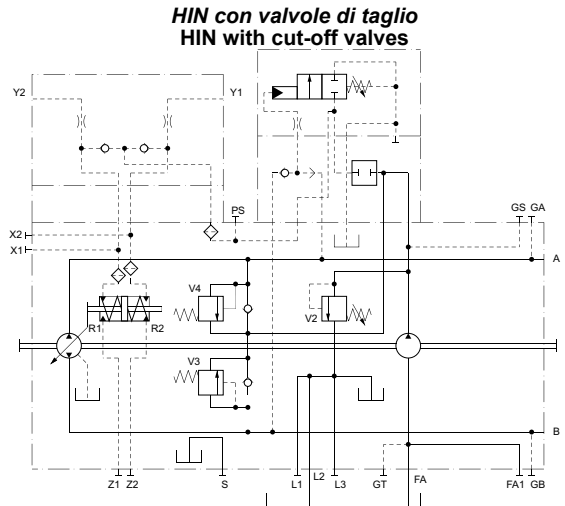 HIN con valvole di taglio
HIN with cut-off valves
Y2
Y1
PS
GS GA
X2
X1
A
V4
V2
R1
R2
V3
B
Z1 Z2
S
L1
L2
L3
GT
FA
FA1 GB